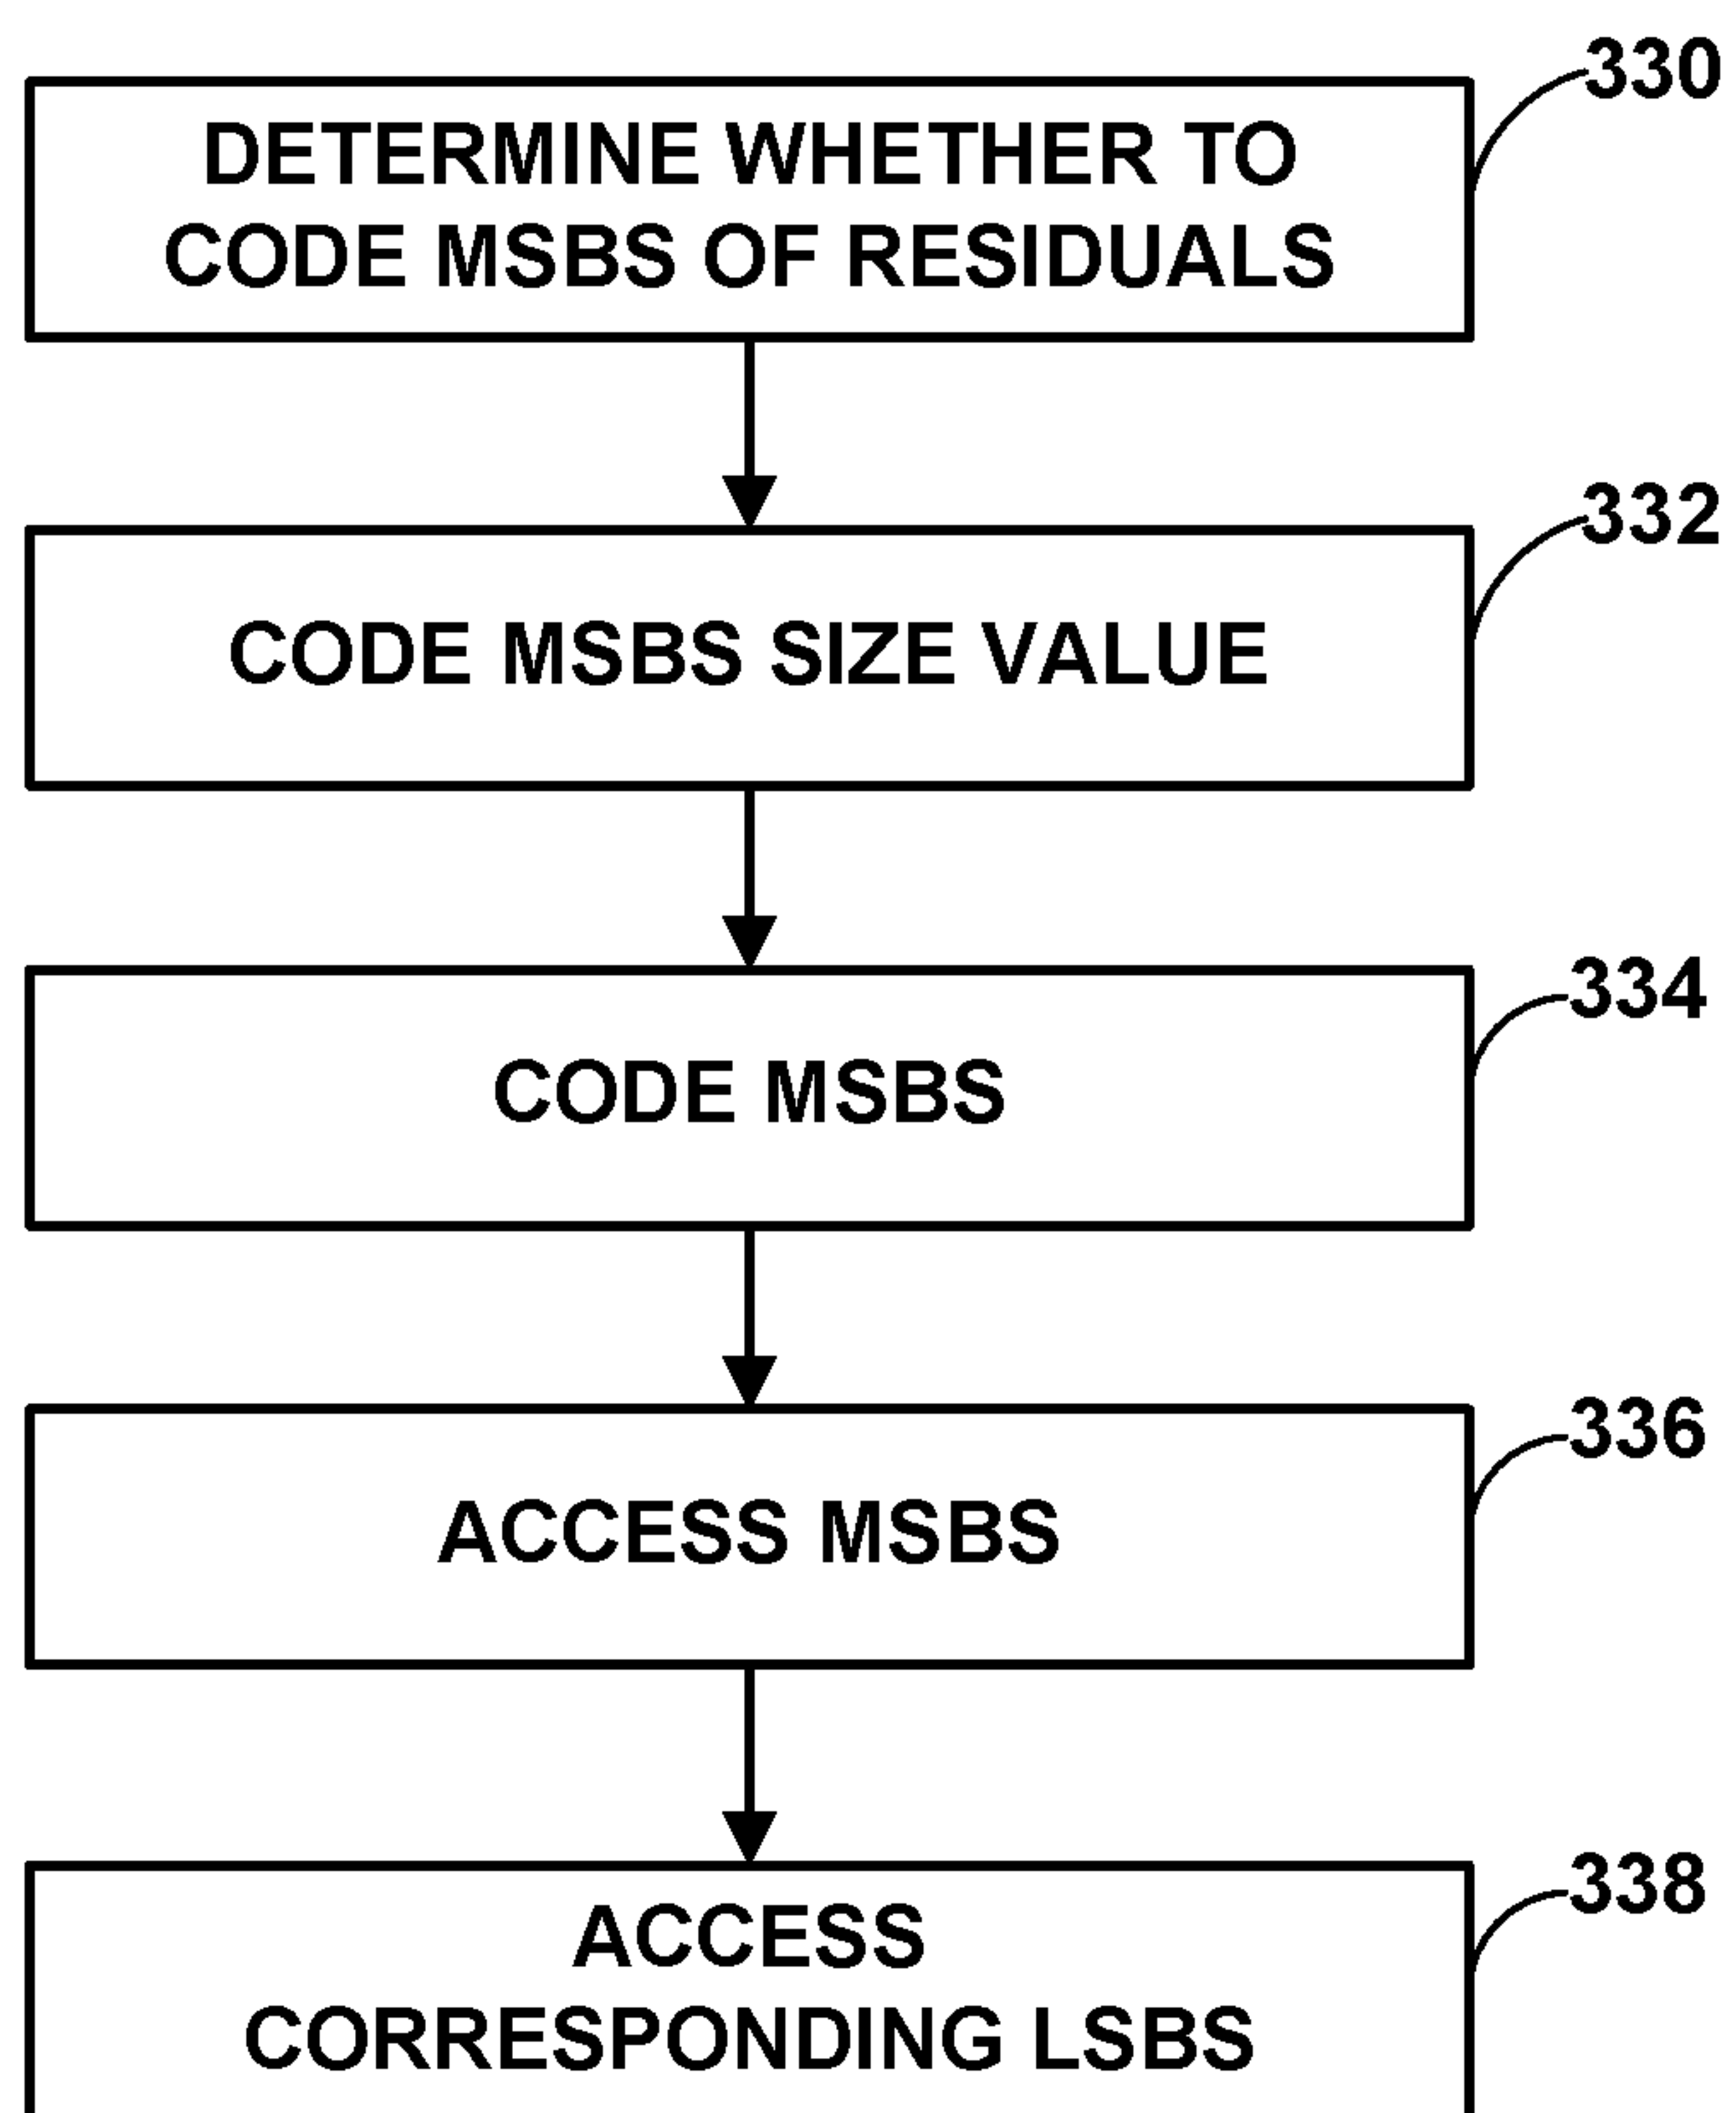 330
DETERMINE WHETHER TO
CODE MSBS OF RESIDUALS
332
CODE MSBS SIZE VALUE
334
CODE MSBS
336
ACCESS MSBS
338
ACCESS
CORRESPONDING LSBS